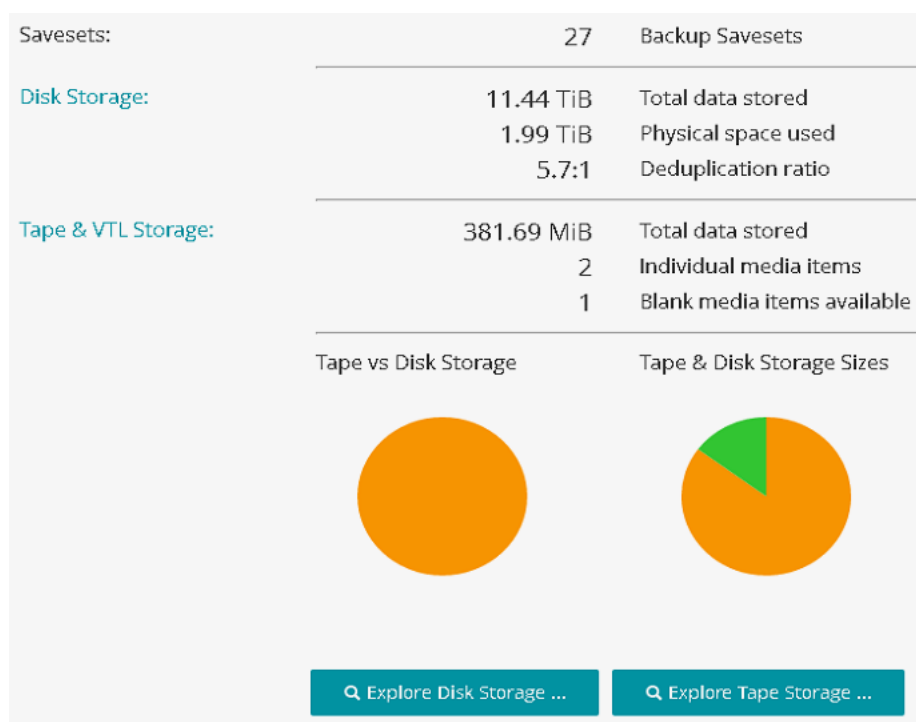 Savesets: 27 Backup Savesets
Disk Storage: 11.44 TiB Total data stored
1.99 TiB Physical space used
5.7:1 Deduplication ratio
Tape & VTL Storage: 381.69 MiB Total data stored
2 Individual media items
1 Blank media items available
Tape vs Disk Storage Tape & Disk Storage Sizes
Explore Disk Storage ... Explore Tape Storage ...